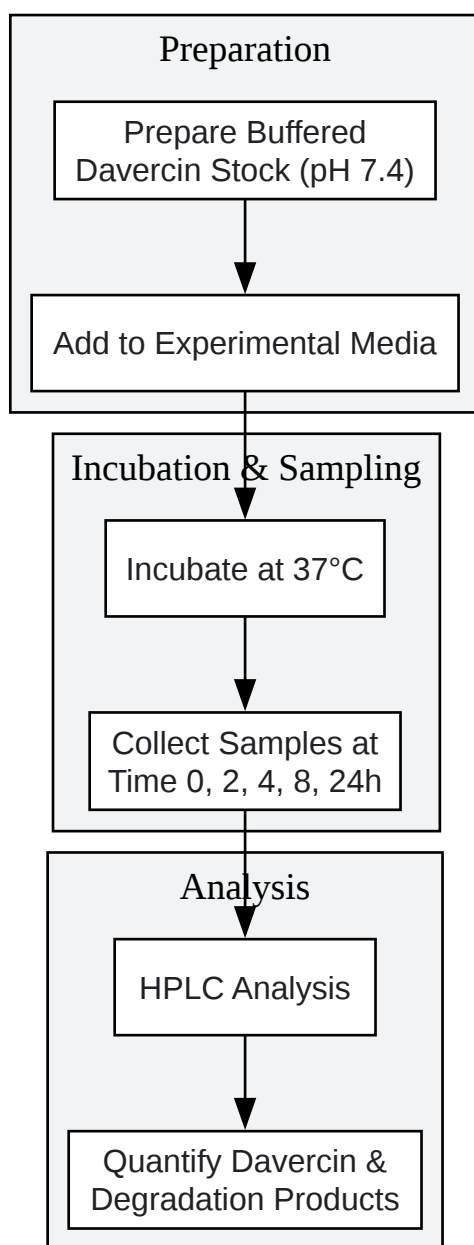 Preparation
Prepare Buffered
Davercin Stock (pH 7.4)
Add to Experimental Media
Incubation & Sampling
Incubate at 37°C
Collect Samples at
Time 0, 2, 4, 8, 24h
Analysis
HPLC Analysis
Quantify Davercin &
Degradation Products